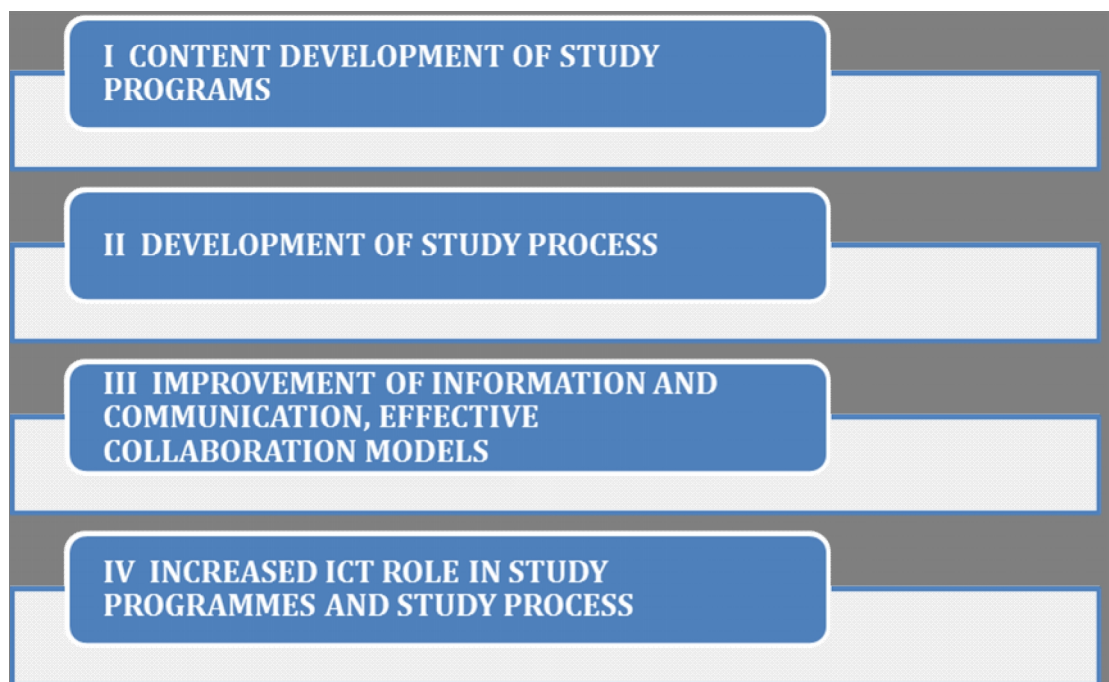 I  CONTENT DEVELOPMENT OF STUDY
PROGRAMS
II  DEVELOPMENT OF STUDY PROCESS
III  IMPROVEMENT OF INFORMATION AND
COMMUNICATION, EFFECTIVE
COLLABORATION MODELS
IV  INCREASED ICT ROLE IN STUDY
PROGRAMMES AND STUDY PROCESS